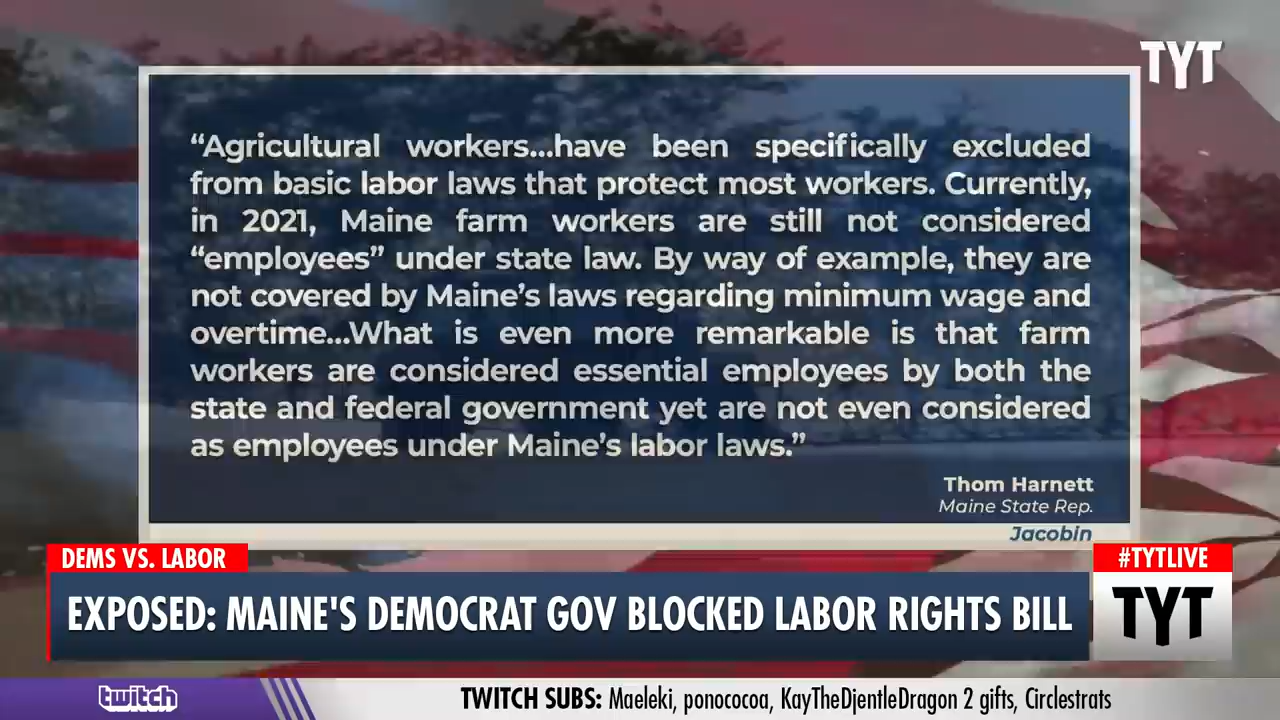 TYT
“Agricultural workers...have been specifically excluded
from basic labor laws that protect most workers. Currently,
in 2021, Maine farm workers are still not considered
“employees” under state law. By way of example, they are
not covered by Maine’s laws regarding minimum wage and
overtime...What is even more remarkable is that farm
workers are considered essential employees by both the
state and federal government yet are not even considered
as employees under Maine’s labor laws.”
Thom Harnett
Maine State Rep.
Jacobin
DEMS VS. LABOR
#TYTLIVE
EXPOSED: MAINE'S DEMOCRAT GOV BLOCKED LABOR RIGHTS BILL
TYT
twitch
TWITCH SUBS: Maeleki, ponococoa, KayTheDjentleDragon 2 gifts, Circlestrats